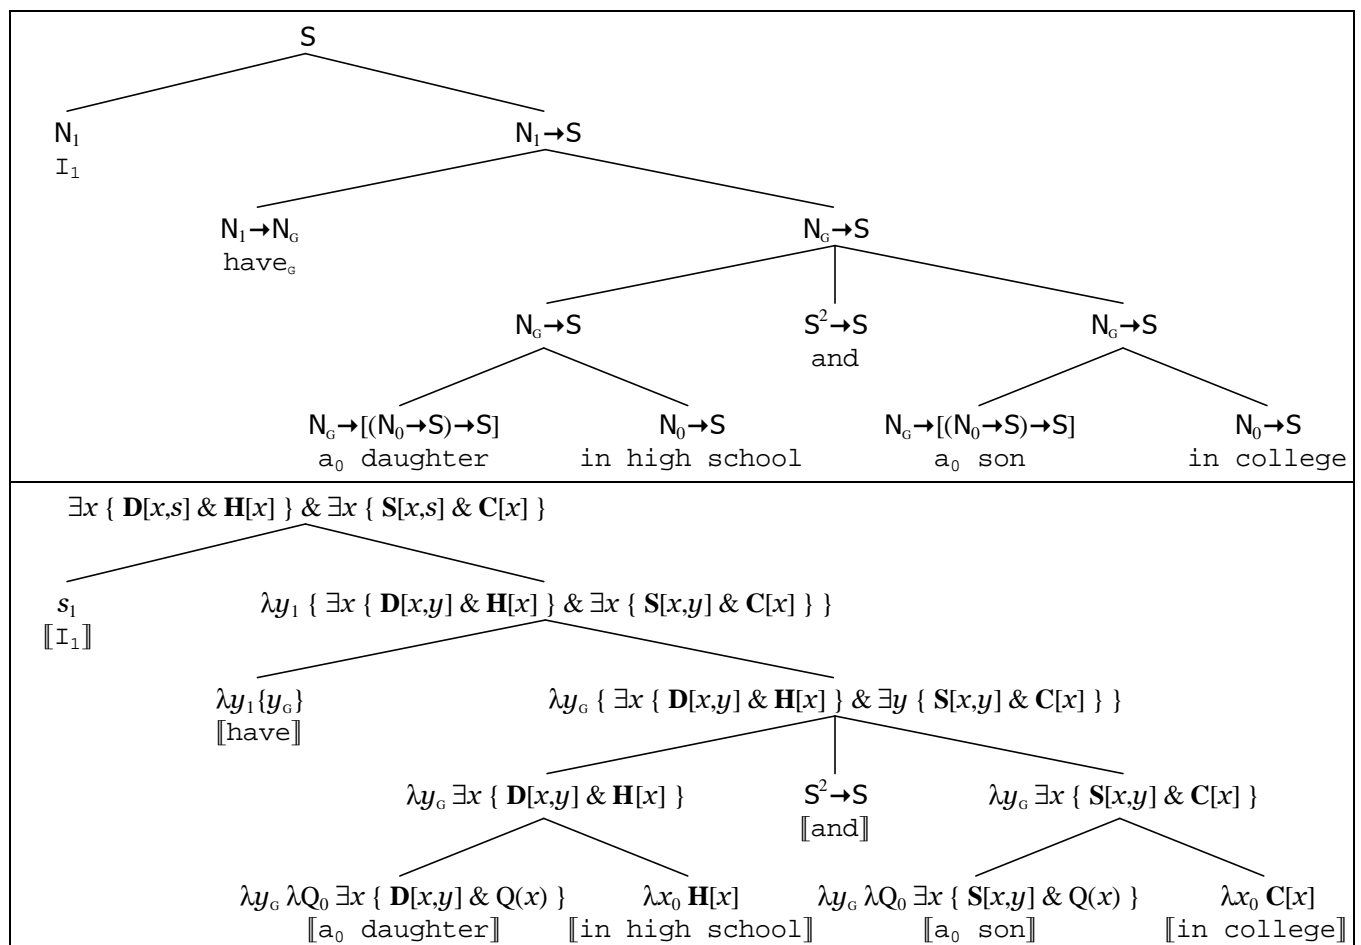 S
N₁ N₁→S
I₁
N₁→N_G N_G→S
have_G
N_G→S S²→S N_G→S
and
N_G→[(N₀→S)→S] N₀→S N_G→[(N₀→S)→S] N₀→S
a₀ daughter in high school a₀ son in college
∃x { D[x,s] & H[x] } & ∃x { S[x,s] & C[x] }
s₁ λy₁ { ∃x { D[x,y] & H[x] } & ∃x { S[x,y] & C[x] } }
⟦I₁⟧
λy₁{y_G} λy_G { ∃x { D[x,y] & H[x] } & ∃y { S[x,y] & C[x] } }
⟦have⟧
λy_G ∃x { D[x,y] & H[x] } S²→S λy_G ∃x { S[x,y] & C[x] }
⟦and⟧
λy_G λQ₀ ∃x { D[x,y] & Q(x) } λx₀ H[x] λy_G λQ₀ ∃x { S[x,y] & Q(x) } λx₀ C[x]
⟦a₀ daughter⟧ ⟦in high school⟧ ⟦a₀ son⟧ ⟦in college⟧